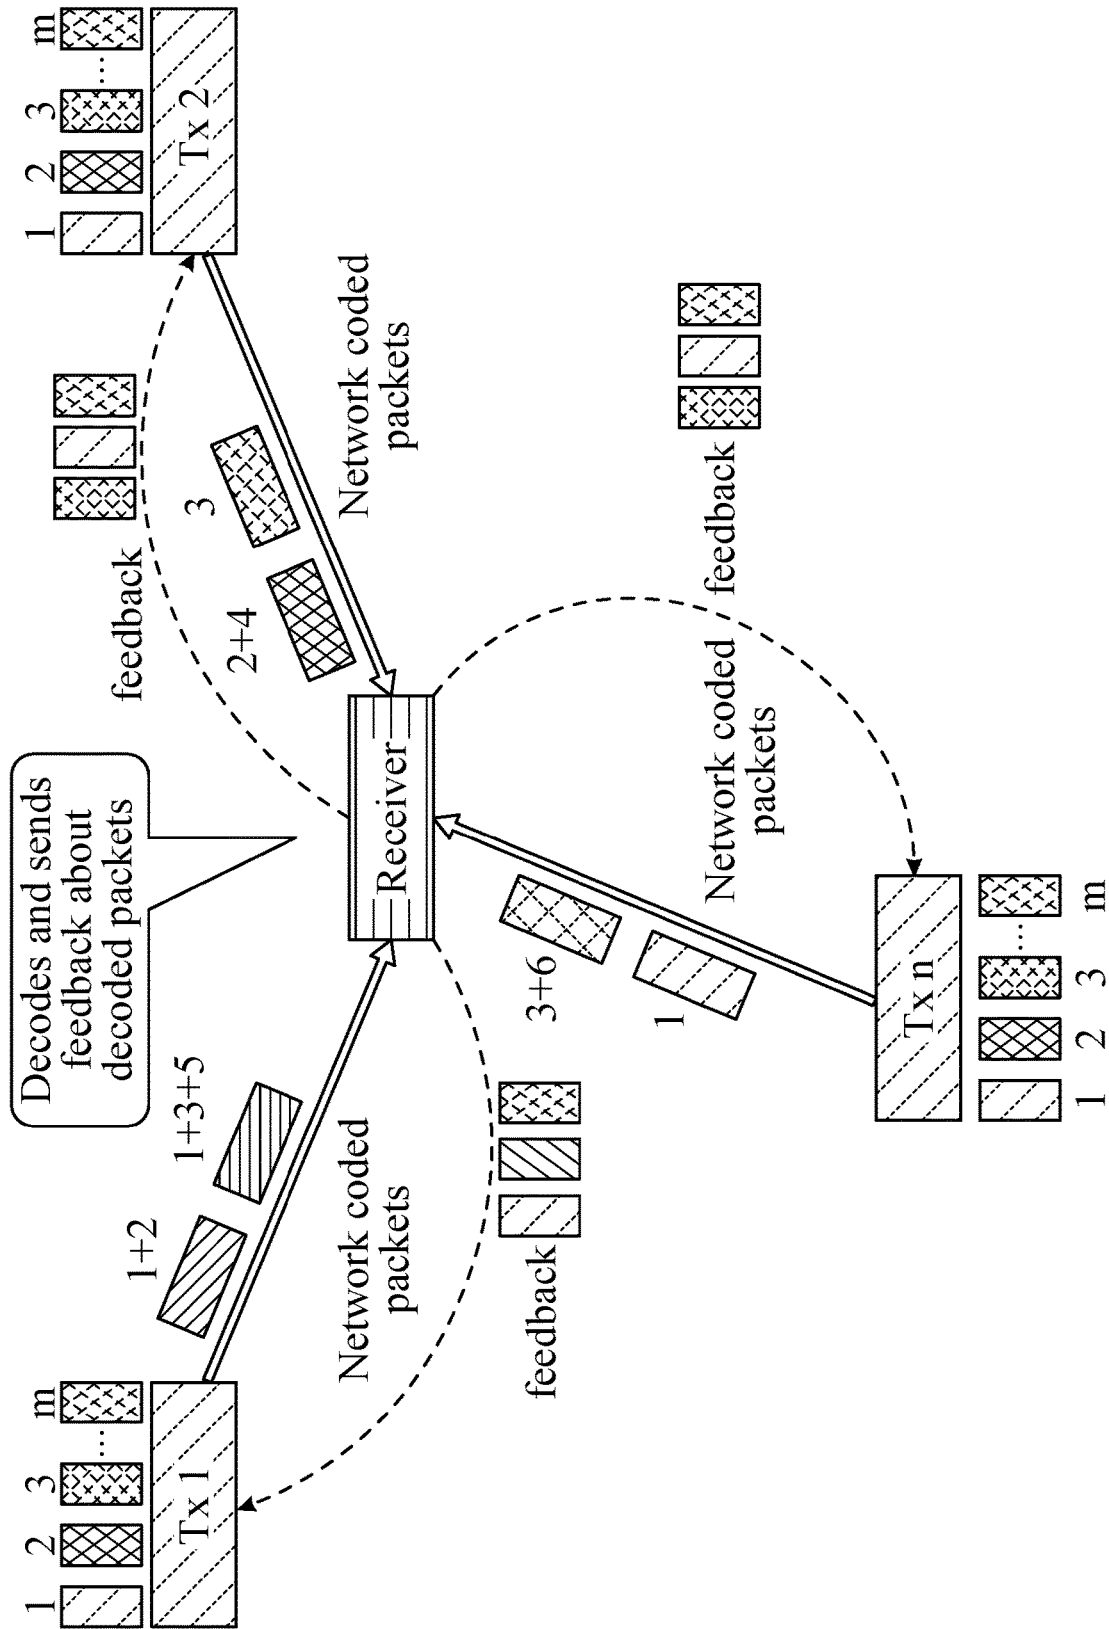 1 2 3 ..... m
Tx 1
1+2
1+3+5
Network coded
packets
feedback
Decodes and sends
feedback about
decoded packets
Receiver
feedback
2+4
3
Network coded
packets
1 2 3 ..... m
Tx 2
3+6
1
Network coded
packets
feedback
Tx n
1 2 3 ..... m